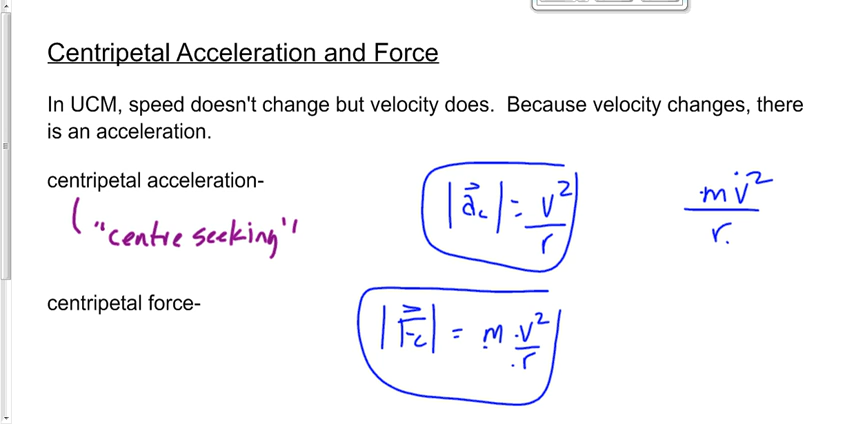 Centripetal Acceleration and Force
In UCM, speed doesn't change but velocity does.  Because velocity changes, there
is an acceleration.
centripetal acceleration-
"centre seeking"
|a⃗c| = v²/r
mv²/r
centripetal force-
|F⃗c| = m v²/r